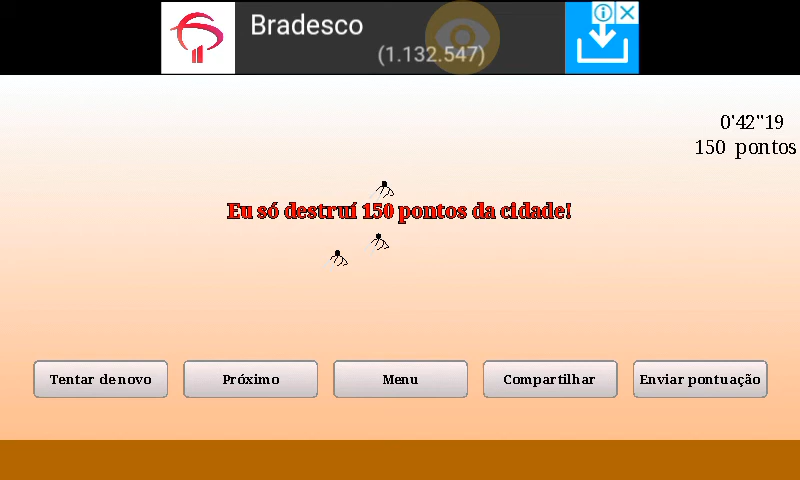 Bradesco
(1.132.547)
0'42"19
150 pontos
Eu só destruí 150 pontos da cidade!
Tentar de novo
Próximo
Menu
Compartilhar
Enviar pontuação